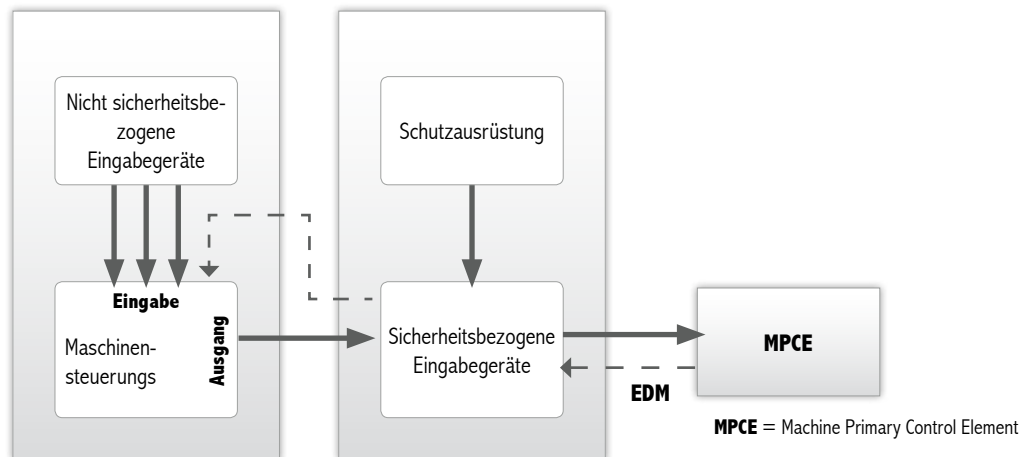 Nicht sicherheitsbe-
zogene
Eingabegeräte
Schutzausrüstung
Eingabe
Maschinen-
steuerungs
Ausgang
Sicherheitsbezogene
Eingabegeräte
MPCE
EDM
MPCE = Machine Primary Control Element